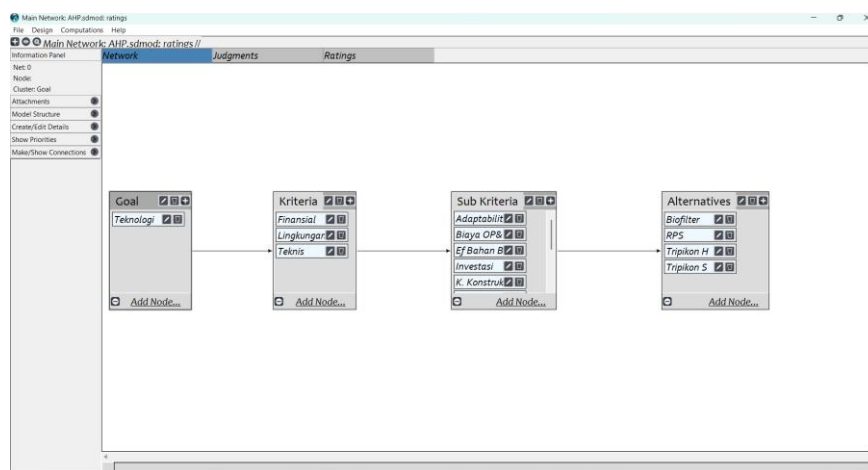 Main Network: AHP.sdmod: ratings
File Design Computations Help
Main Network: AHP.sdmod: ratings //
Information Panel
Network Judgments Ratings
Net: 0
Node:
Cluster: Goal
Attachments
Model Structure
Create/Edit Details
Show Priorities
Make/Show Connections
Goal
Teknologi
Add Node...
Kriteria
Finansial
Lingkungan
Teknis
Add Node...
Sub Kriteria
Adaptabilit
Biaya OP&
Ef Bahan B
Investasi
K. Konstruk
Add Node...
Alternatives
Biofilter
RPS
Tripikon H
Tripikon S
Add Node...